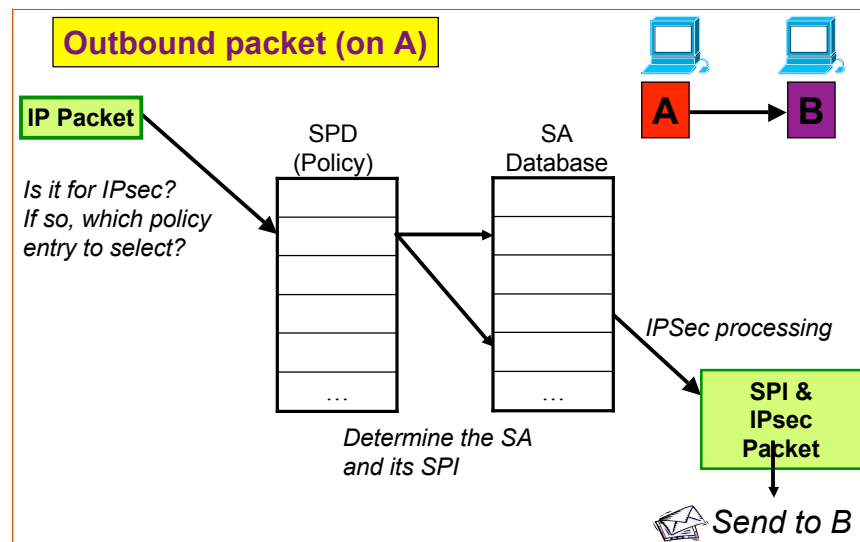 Outbound packet (on A)
IP Packet
A
B
SPD
(Policy)
SA
Database
Is it for IPsec?
If so, which policy
entry to select?
…
…
IPSec processing
Determine the SA
and its SPI
SPI &
IPsec
Packet
Send to B